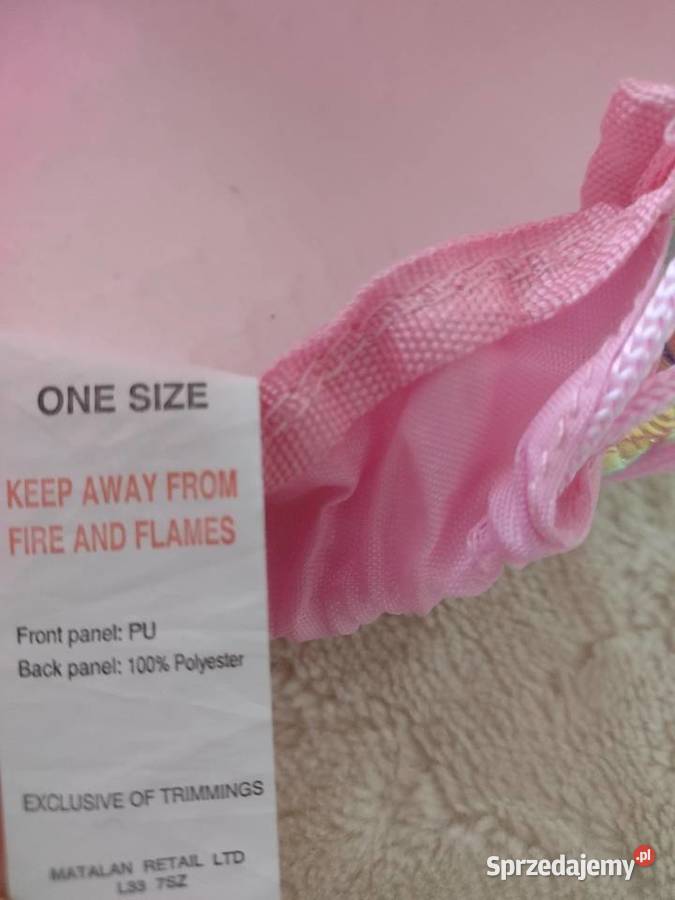 ONE SIZE
KEEP AWAY FROM
FIRE AND FLAMES
Front panel: PU
Back panel: 100% Polyester
EXCLUSIVE OF TRIMMINGS
MATALAN RETAIL LTD
L33 7SZ
Sprzedajemy.pl